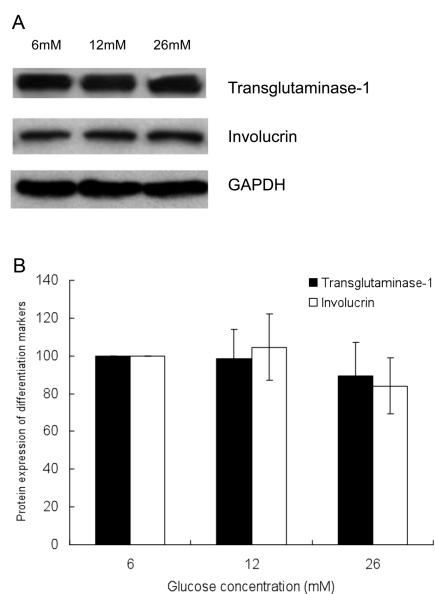 A
6mM 12mM 26mM
Transglutaminase-1
Involucrin
GAPDH
B
Protein expression of differentiation markers
140
120
100
80
60
40
20
0
Transglutaminase-1
Involucrin
6 12 26
Glucose concentration (mM)